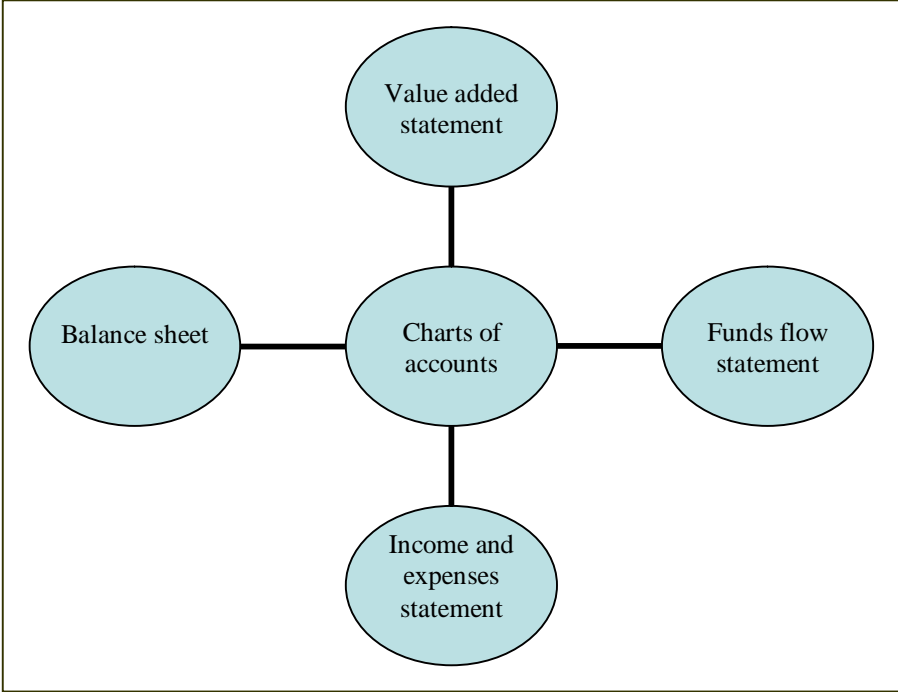 Value added
statement
Balance sheet
Charts of
accounts
Funds flow
statement
Income and
expenses
statement